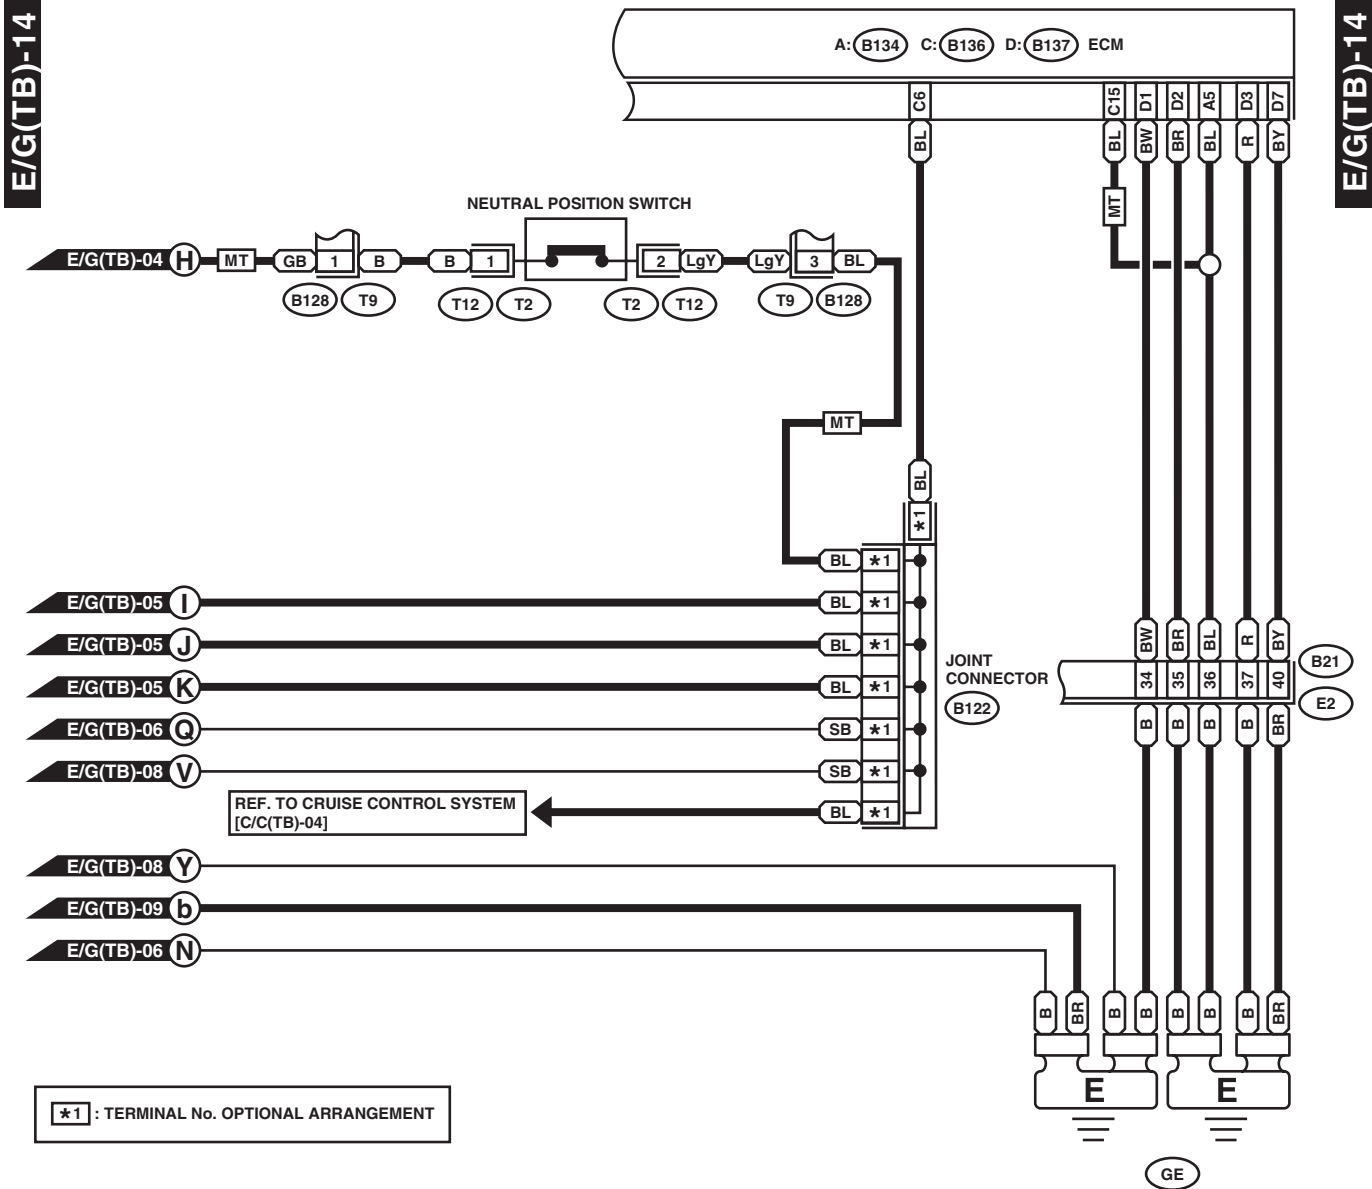 E/G(TB)-14
E/G(TB)-14
A: B134 C: B136 D: B137 ECM
C6 C15 D1 D2 A5 D3 D7
BL BL BW BR BL R BY
MT
NEUTRAL POSITION SWITCH
E/G(TB)-04 H MT GB 1 B B 1 2 LgY LgY 3 BL
B128 T9 T12 T2 T2 T12 T9 B128
MT
BL
*1
BL *1
E/G(TB)-05 I BL *1
E/G(TB)-05 J BL *1
E/G(TB)-05 K BL *1
E/G(TB)-06 Q SB *1
E/G(TB)-08 V SB *1
REF. TO CRUISE CONTROL SYSTEM
[C/C(TB)-04]
BL *1
JOINT
CONNECTOR
B122
BW BR BL R BY
34 35 36 37 40
B B B B BR
B21
E2
E/G(TB)-08 Y
E/G(TB)-09 b
E/G(TB)-06 N
B BR B B B B B BR
E E
GE
*1 : TERMINAL No. OPTIONAL ARRANGEMENT